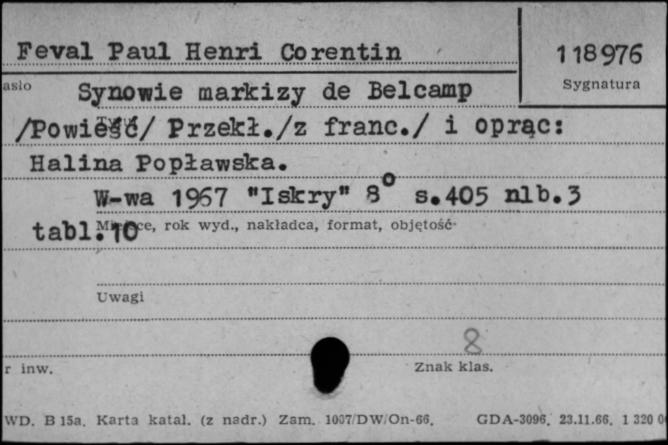 Feval Paul Henri Corentin
118976
asło
Sygnatura
Synowie markizy de Belcamp
/Powieść/ Przekł./z franc./ i oprąc:
Halina Popławska.
W-wa 1967 "Iskry" 8° s.405 nlb.3
tabl.10
Miejsce, rok wyd., nakładca, format, objętość
Uwagi
8
r inw.
Znak klas.
WD. B 15a. Karta katal. (z nadr.) Zam. 1007/DW/On-66. GDA-3096. 23.11.66. 1 320 0